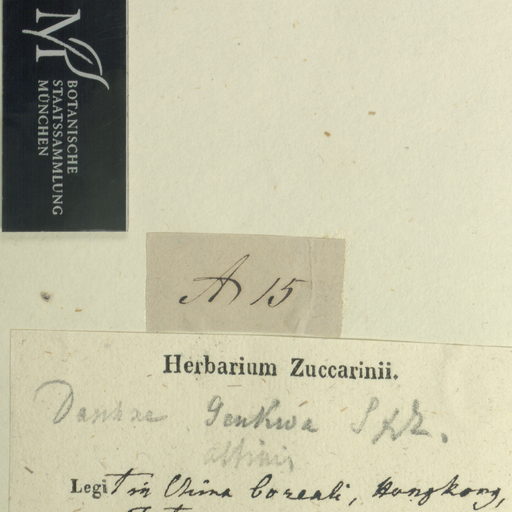 M
BOTANISCHE
STAATSSAMMLUNG
MÜNCHEN
A 15
Herbarium Zuccarinii.
Daphne Genkwa S & Z.
affinis
Legit in China boreali, Hongkong,